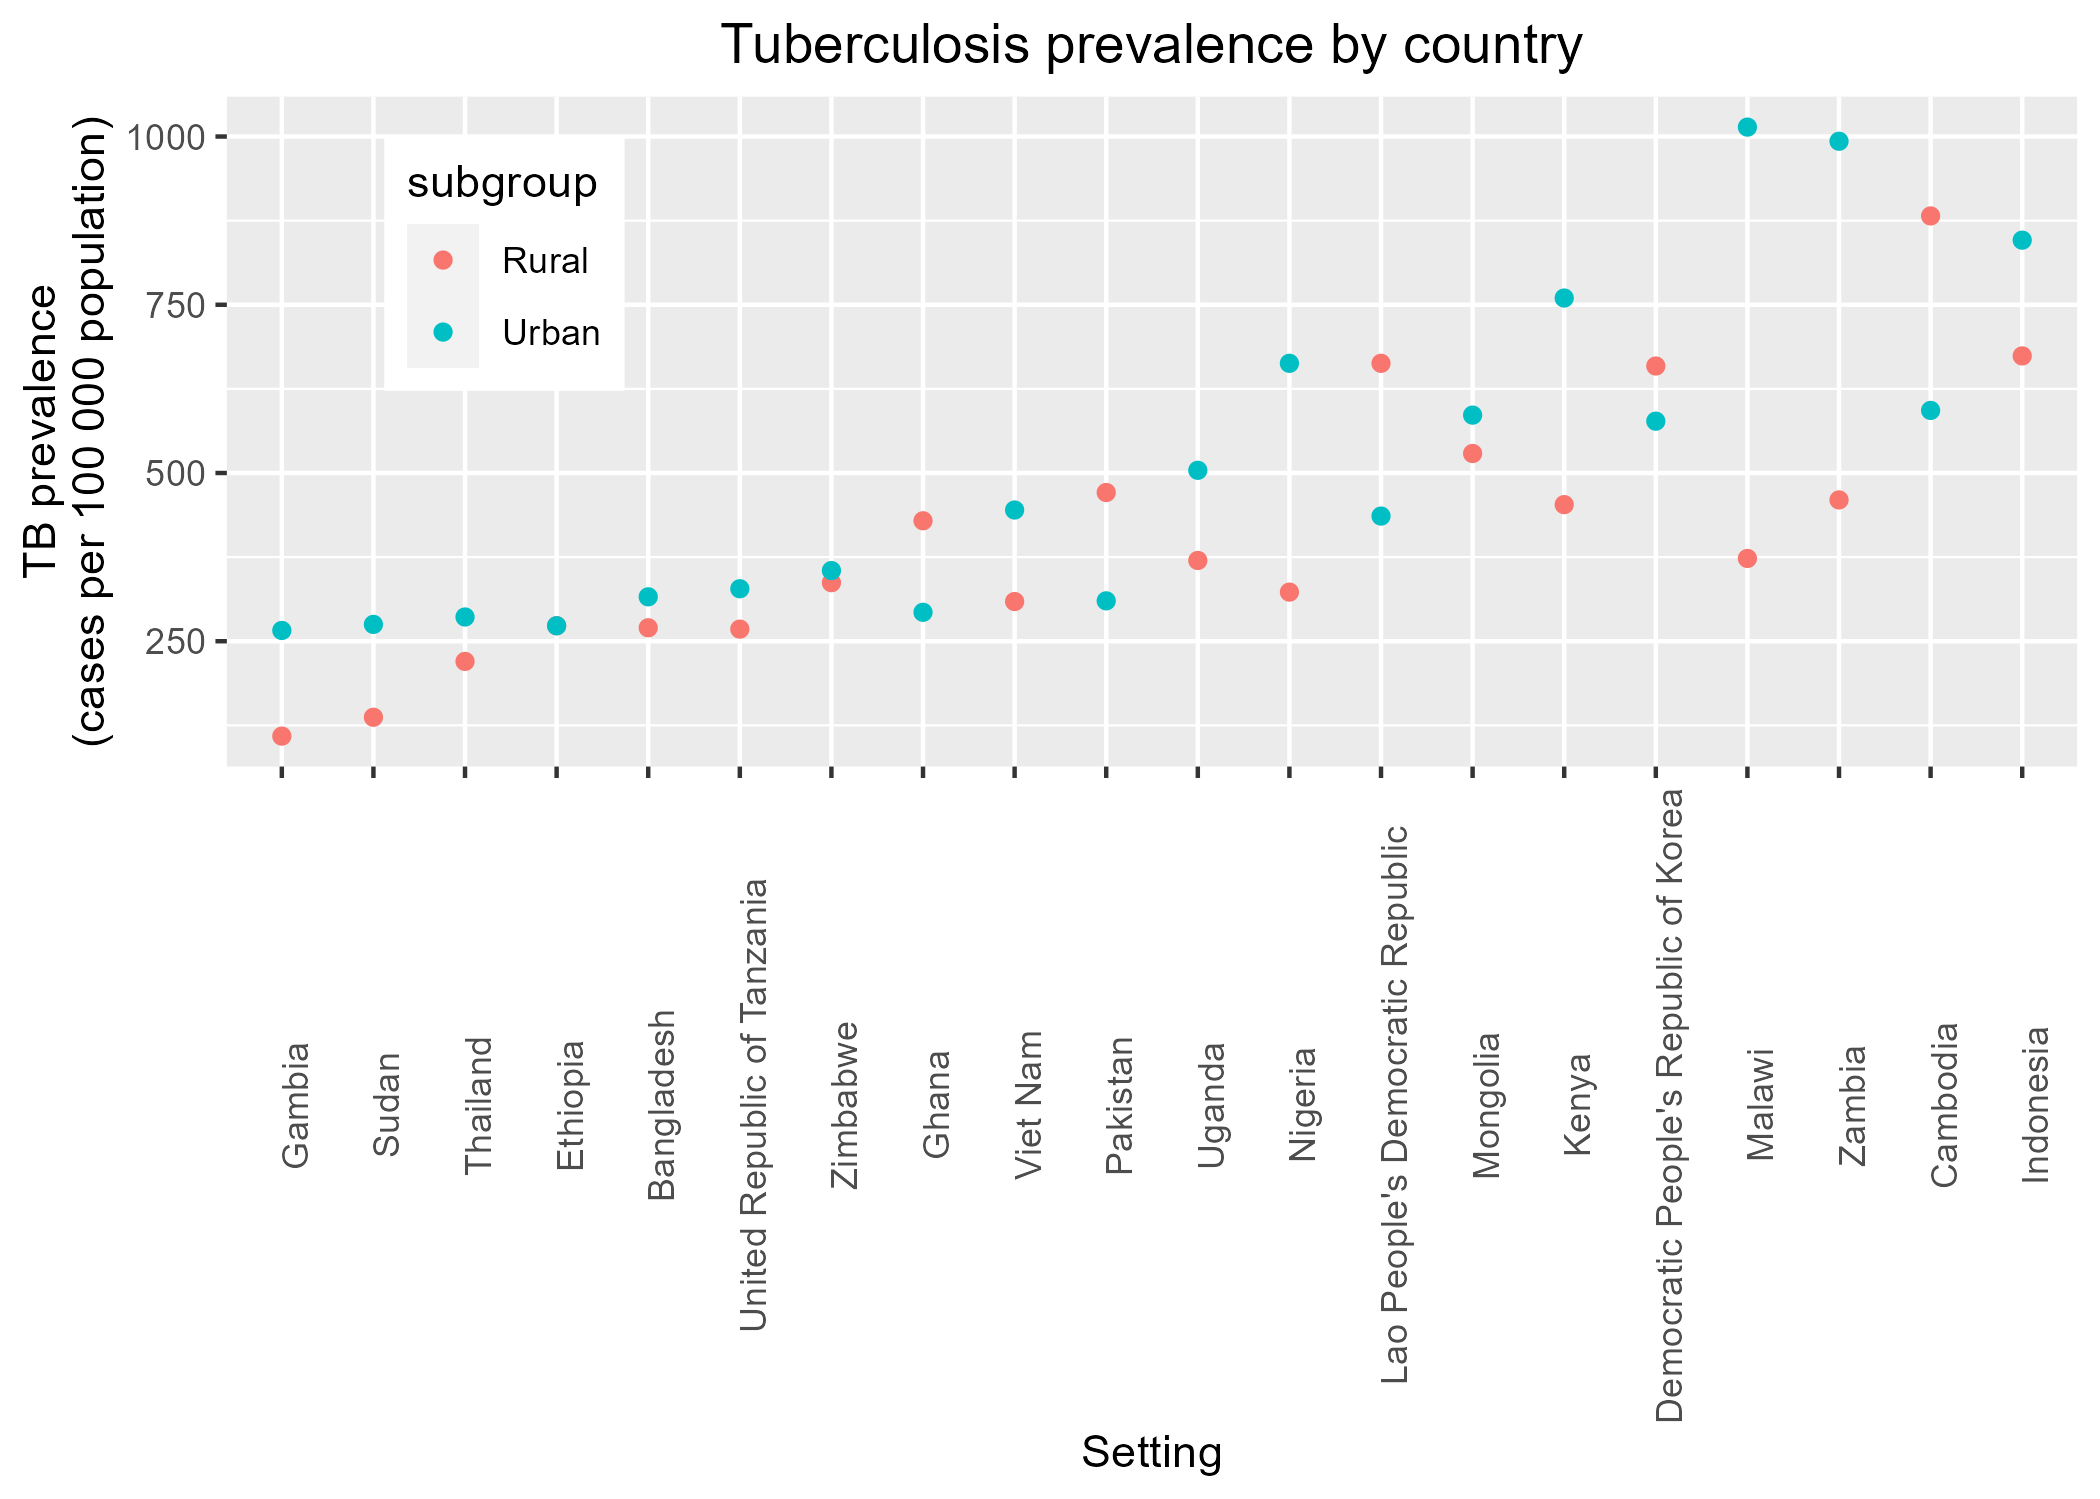 Tuberculosis prevalence by country
TB prevalence
(cases per 100 000 population)
1000
750
500
250
subgroup
Rural
Urban
Gambia
Sudan
Thailand
Ethiopia
Bangladesh
United Republic of Tanzania
Zimbabwe
Ghana
Viet Nam
Pakistan
Uganda
Nigeria
Lao People's Democratic Republic
Mongolia
Kenya
Democratic People's Republic of Korea
Malawi
Zambia
Cambodia
Indonesia
Setting